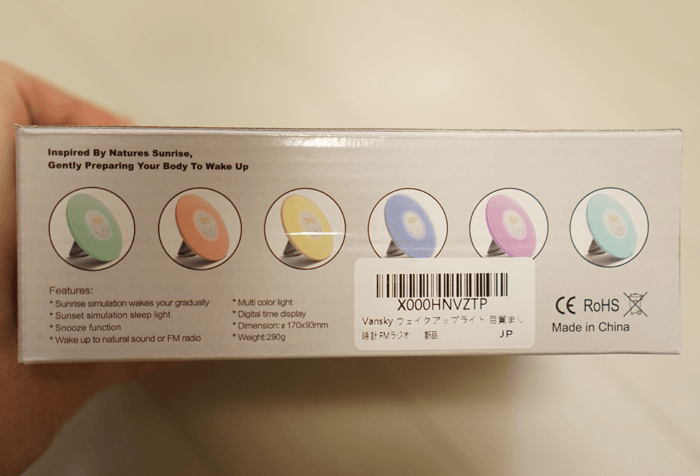 Inspired By Natures Sunrise,
Gently Preparing Your Body To Wake Up
Features:
* Sunrise simulation wakes your gradually
* Sunset simulation sleep light
* Snooze function
* Wake up to natural sound or FM radio
* Multi color light
* Digital time display
* Dimension: ø170x93mm
* Weight:290g
X000HNVZTP
Vansky ウェイクアップライト 目覚まし
時計 FMラジオ 新品 JP
CE RoHS
Made in China